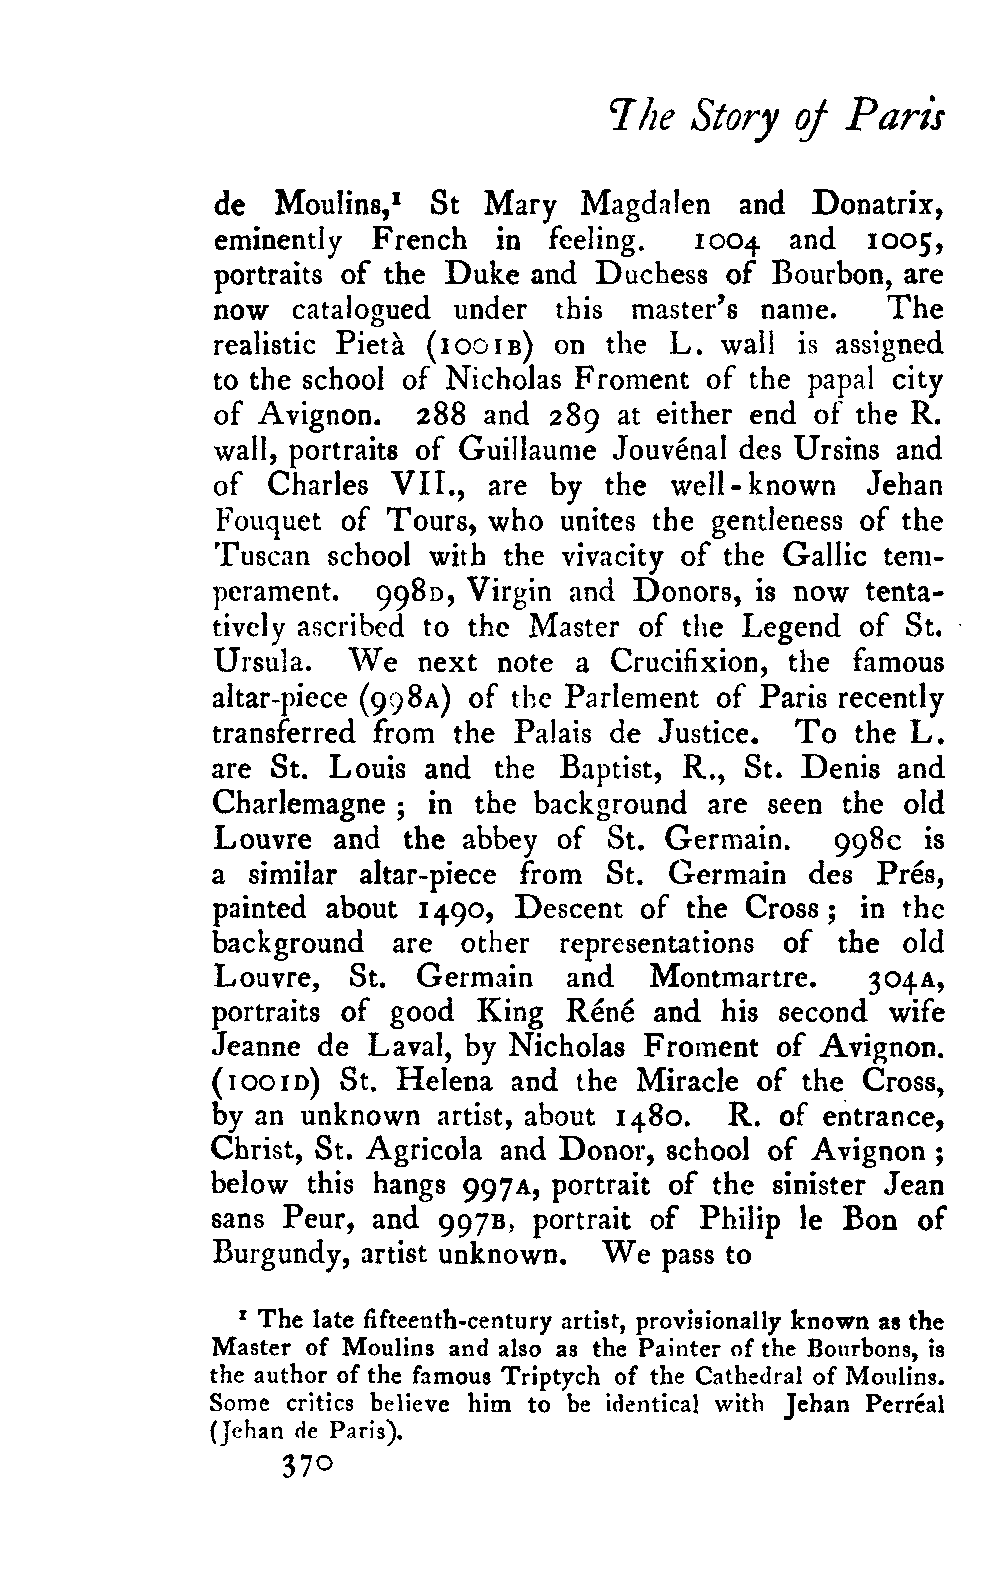 The Story of Paris
de Moulins,¹ St Mary Magdalen and Donatrix,
eminently French in feeling. 1004 and 1005,
portraits of the Duke and Duchess of Bourbon, are
now catalogued under this master's name. The
realistic Pietà (1001B) on the L. wall is assigned
to the school of Nicholas Froment of the papal city
of Avignon. 288 and 289 at either end of the R.
wall, portraits of Guillaume Jouvénal des Ursins and
of Charles VII., are by the well-known Jehan
Fouquet of Tours, who unites the gentleness of the
Tuscan school with the vivacity of the Gallic tem-
perament. 998D, Virgin and Donors, is now tenta-
tively ascribed to the Master of the Legend of St.
Ursula. We next note a Crucifixion, the famous
altar-piece (998A) of the Parlement of Paris recently
transferred from the Palais de Justice. To the L.
are St. Louis and the Baptist, R., St. Denis and
Charlemagne ; in the background are seen the old
Louvre and the abbey of St. Germain. 998C is
a similar altar-piece from St. Germain des Prés,
painted about 1490, Descent of the Cross ; in the
background are other representations of the old
Louvre, St. Germain and Montmartre. 304A,
portraits of good King Réné and his second wife
Jeanne de Laval, by Nicholas Froment of Avignon.
(1001D) St. Helena and the Miracle of the Cross,
by an unknown artist, about 1480. R. of entrance,
Christ, St. Agricola and Donor, school of Avignon ;
below this hangs 997A, portrait of the sinister Jean
sans Peur, and 997B, portrait of Philip le Bon of
Burgundy, artist unknown. We pass to
¹ The late fifteenth-century artist, provisionally known as the
Master of Moulins and also as the Painter of the Bourbons, is
the author of the famous Triptych of the Cathedral of Moulins.
Some critics believe him to be identical with Jehan Perréal
(Jehan de Paris).
370